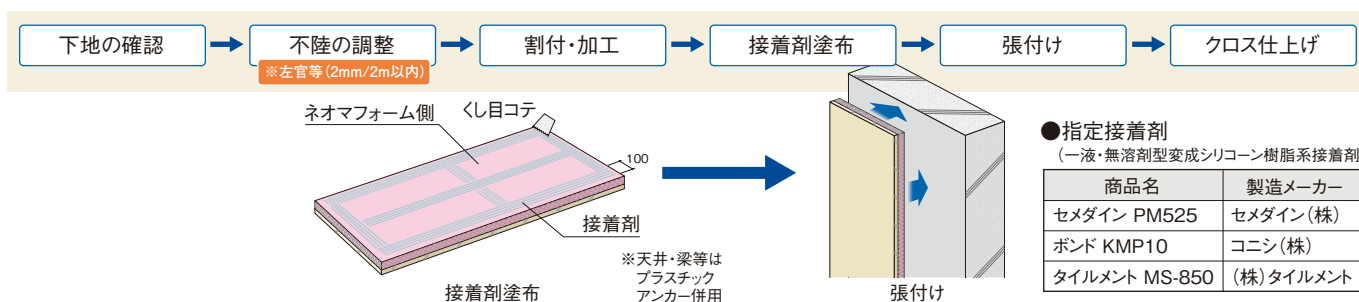 下地の確認
不陸の調整
※左官等(2mm/2m以内)
割付・加工
接着剤塗布
張付け
クロス仕上げ
ネオマフォーム側
くし目コテ
100
接着剤
※天井・梁等は
プラスチック
アンカー併用
接着剤塗布
張付け
●指定接着剤
(一液・無溶剤型変成シリコーン樹脂系接着剤
商品名 製造メーカー
セメダイン PM525 セメダイン(株)
ボンド KMP10 コニシ(株)
タイルメント MS-850 (株)タイルメント